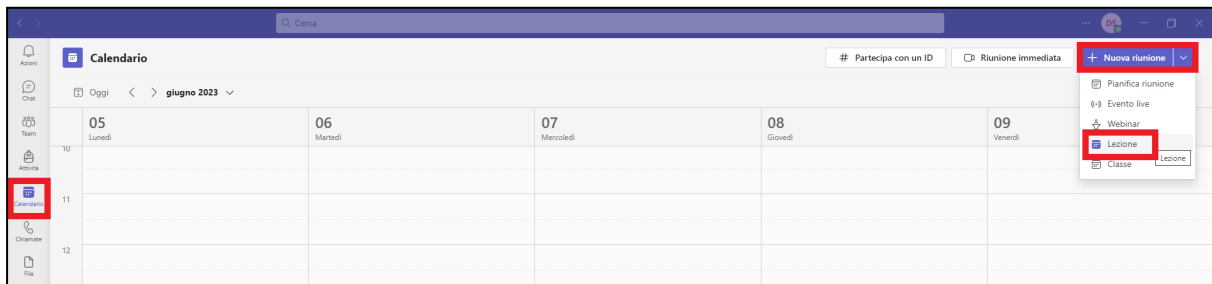 Cerca
DS
Azioni
Chat
Team
Attività
Calendario
Chiamate
File
Calendario
# Partecipa con un ID
Riunione immediata
+ Nuova riunione
Oggi
giugno 2023
Pianifica riunione
Evento live
Webinar
Lezione
Classe
Lezione
05
Lunedì
06
Martedì
07
Mercoledì
08
Giovedì
09
Venerdì
10
11
12